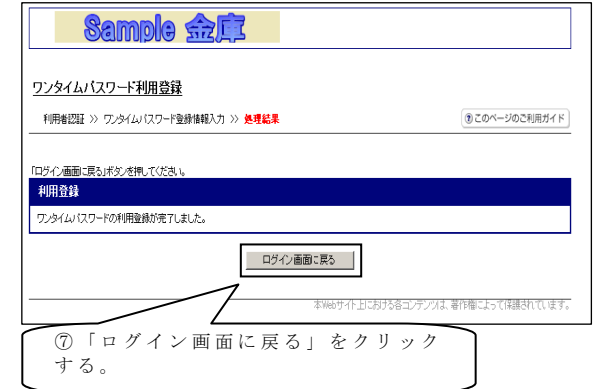 Sample 金庫
ワンタイムパスワード利用登録
利用者認証 >> ワンタイムパスワード登録情報入力 >> 処理結果
?このページのご利用ガイド
「ログイン画面に戻る」ボタンを押してください。
利用登録
ワンタイムパスワードの利用登録が完了しました。
ログイン画面に戻る
本Webサイト上における各コンテンツは、著作権によって保護されています。
⑦「ログイン画面に戻る」をクリック
する。